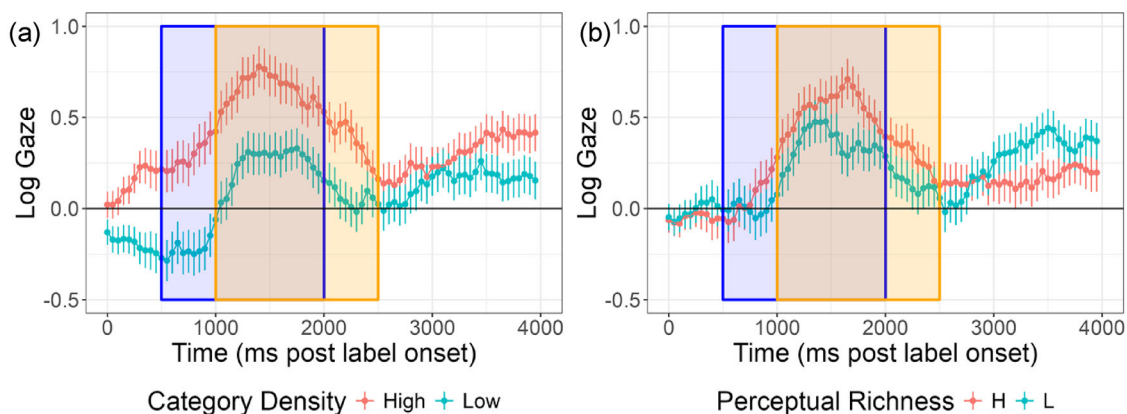 (a)
1.0
0.5
0.0
-0.5
Log Gaze
0 1000 2000 3000 4000
Time (ms post label onset)
Category Density High Low
(b)
1.0
0.5
0.0
-0.5
Log Gaze
0 1000 2000 3000 4000
Time (ms post label onset)
Perceptual Richness H L